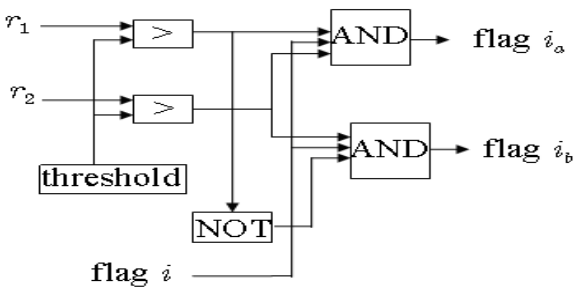 r1
>
AND
flag ia
r2
>
AND
flag ib
threshold
NOT
flag i